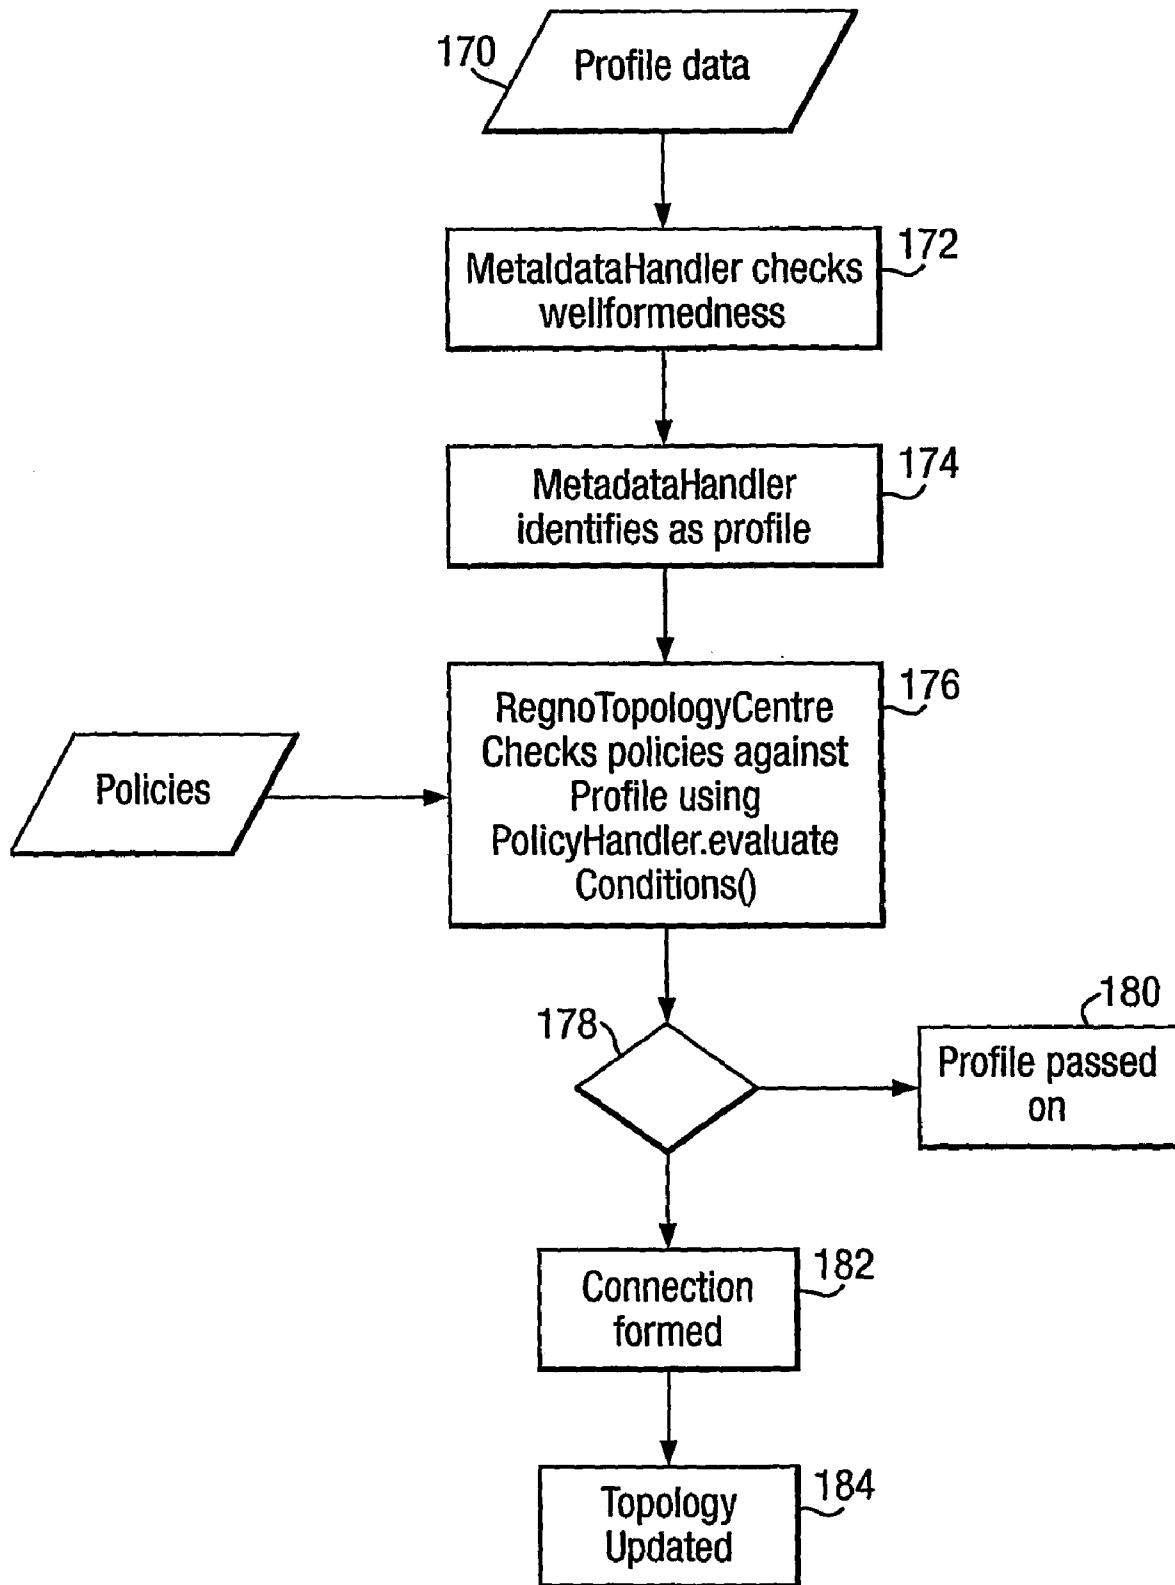 170
Profile data
172
MetaldataHandler checks
wellformedness
174
MetadataHandler
identifies as profile
176
RegnoTopologyCentre
Checks policies against
Profile using
PolicyHandler.evaluate
Conditions()
Policies
178
180
Profile passed
on
182
Connection
formed
184
Topology
Updated